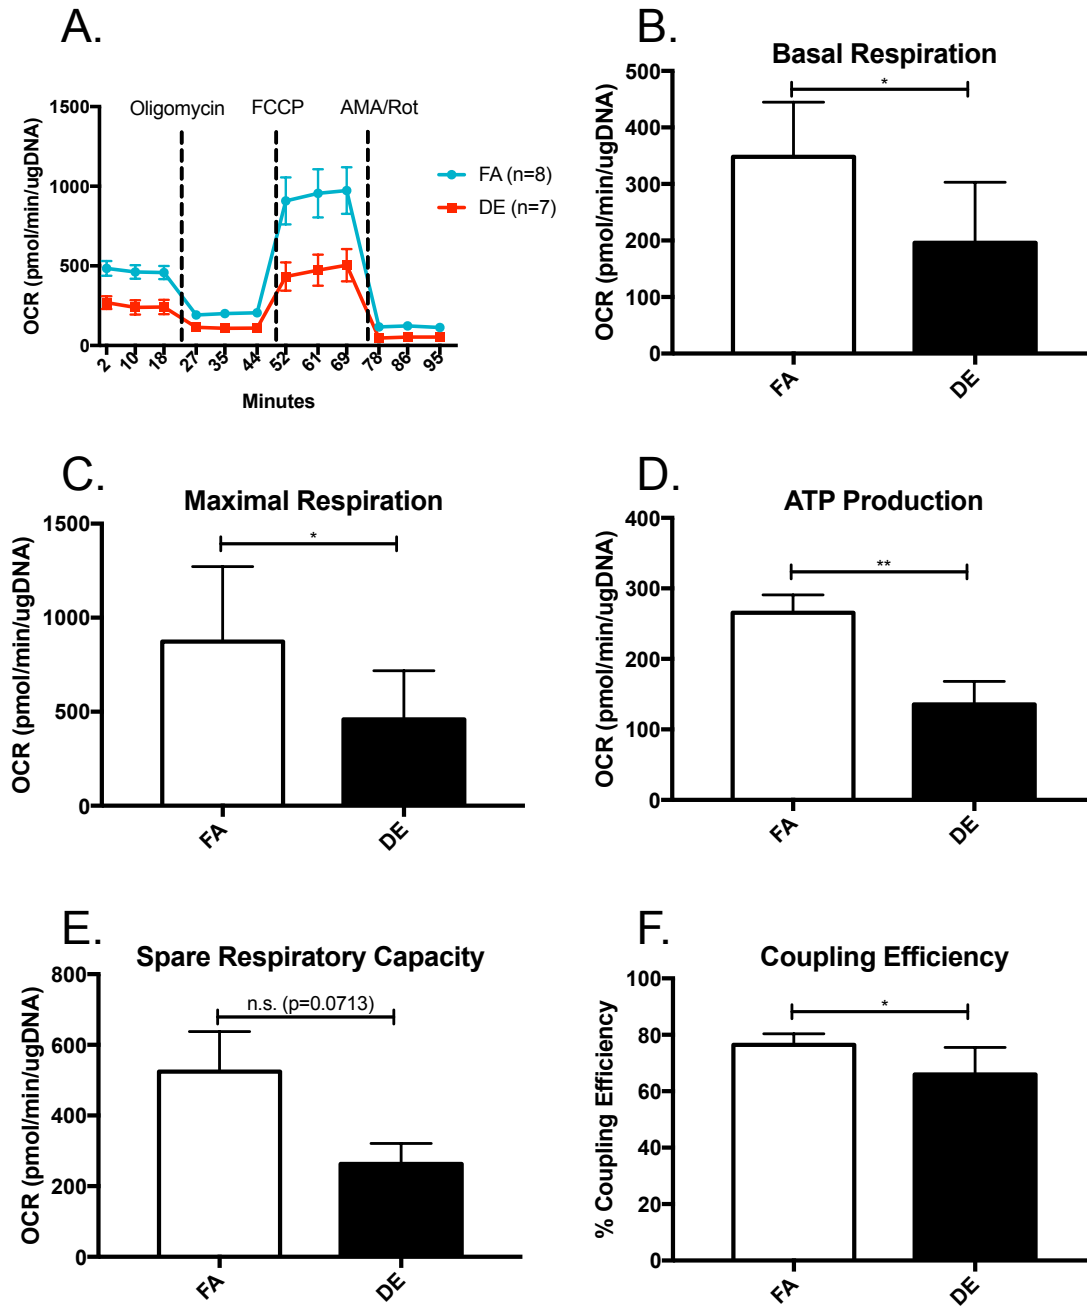 A.
OCR (pmol/min/ugDNA)
1500
1000
500
0
Oligomycin FCCP AMA/Rot
FA (n=8)
DE (n=7)
2 10 18 27 35 44 52 61 69 78 86 95
Minutes
B.
Basal Respiration
*
OCR (pmol/min/ugDNA)
500
400
300
200
100
0
FA DE
C.
Maximal Respiration
*
OCR (pmol/min/ugDNA)
1500
1000
500
0
FA DE
D.
ATP Production
**
OCR (pmol/min/ugDNA)
400
300
200
100
0
FA DE
E.
Spare Respiratory Capacity
n.s. (p=0.0713)
OCR (pmol/min/ugDNA)
800
600
400
200
0
FA DE
F.
Coupling Efficiency
*
% Coupling Efficiency
100
80
60
40
20
0
FA DE